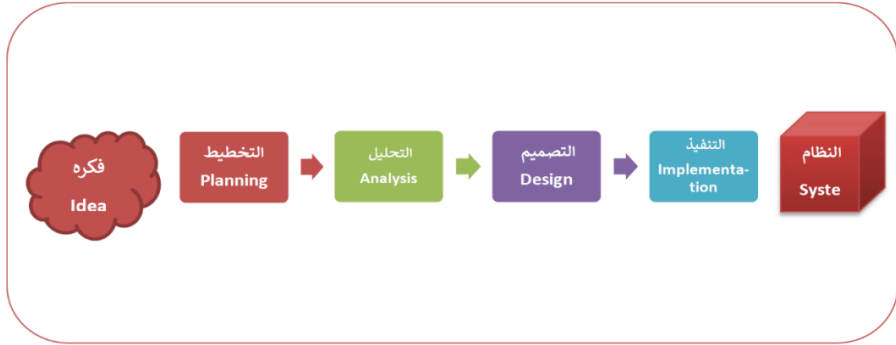 فكره
Idea
التخطيط
Planning
التحليل
Analysis
التصميم
Design
التنفيذ
Implementa-
tion
النظام
Syste